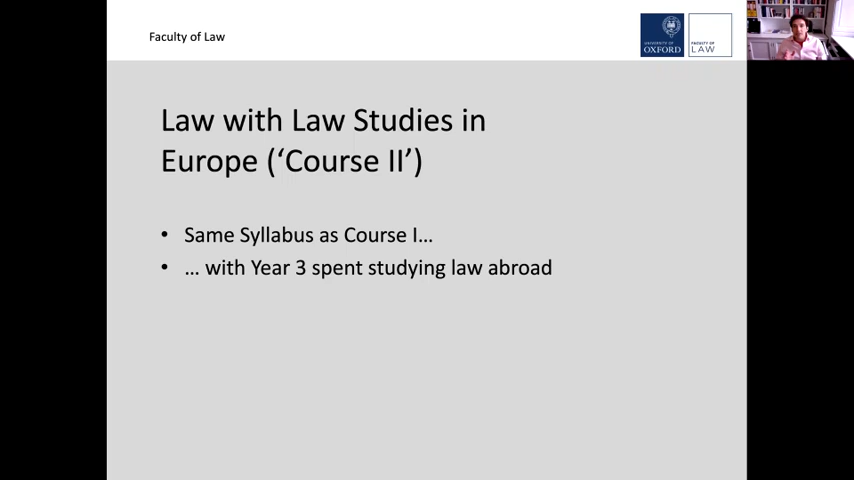 Faculty of Law
UNIVERSITY OF
OXFORD
FACULTY OF
LAW
Law with Law Studies in
Europe (‘Course II’)
• Same Syllabus as Course I…
• … with Year 3 spent studying law abroad